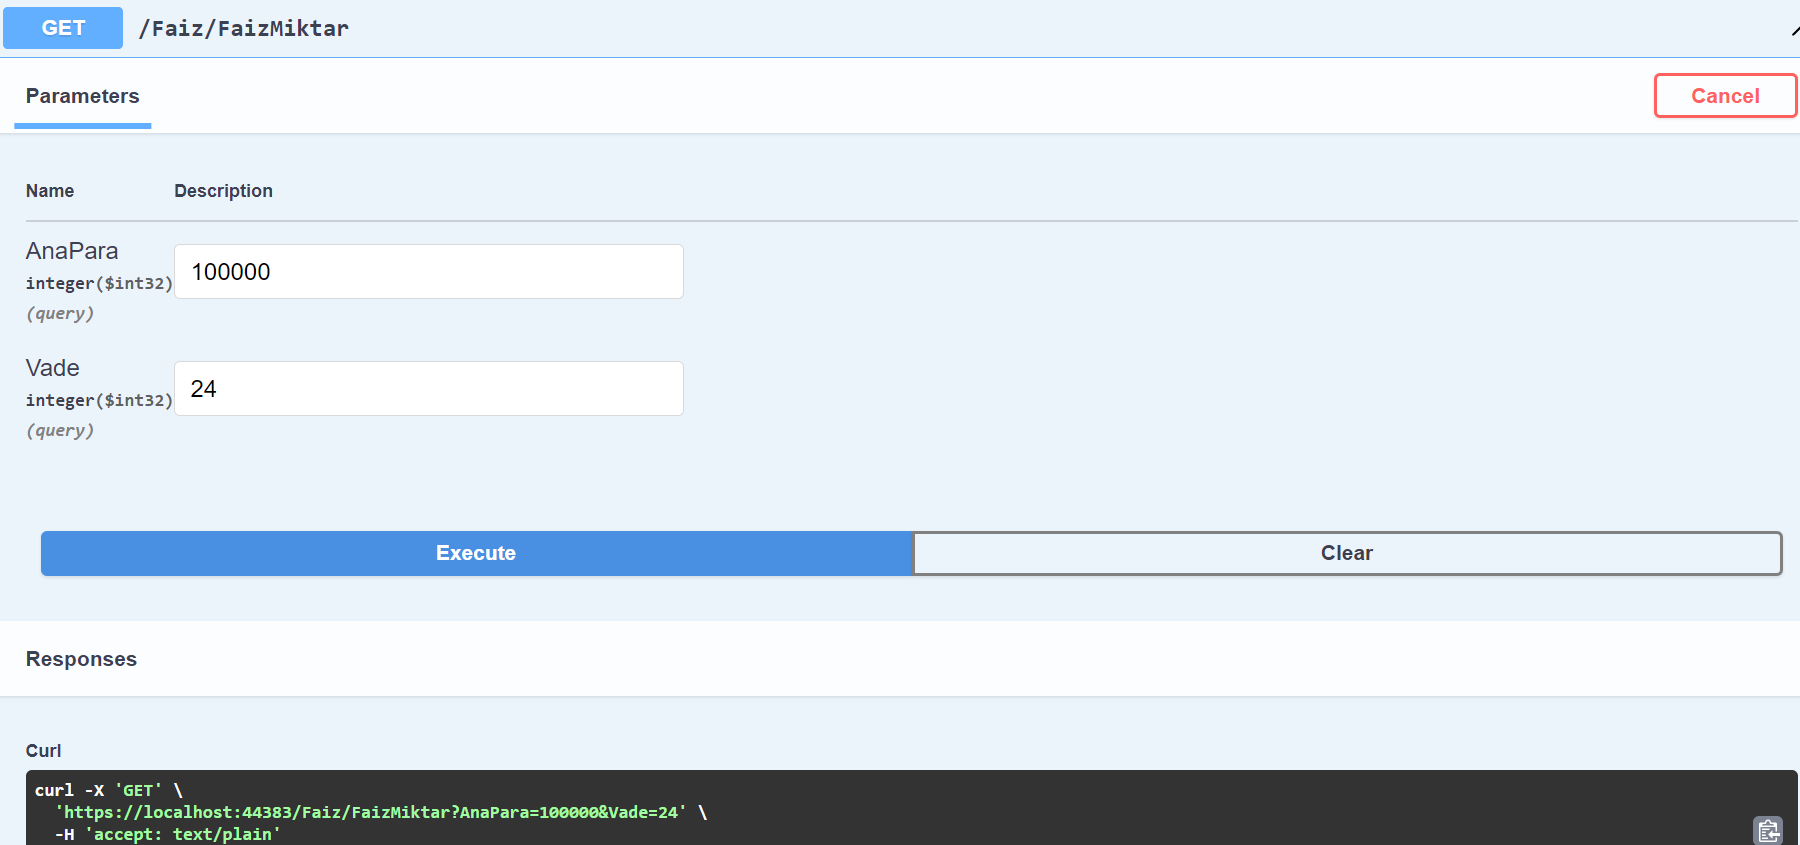 GET /Faiz/FaizMiktar
Parameters
Cancel
Name Description
AnaPara
integer($int32)
(query)
100000
Vade
integer($int32)
(query)
24
Execute Clear
Responses
Curl
curl -X 'GET' \
'https://localhost:44383/Faiz/FaizMiktar?AnaPara=100000&Vade=24' \
-H 'accept: text/plain'